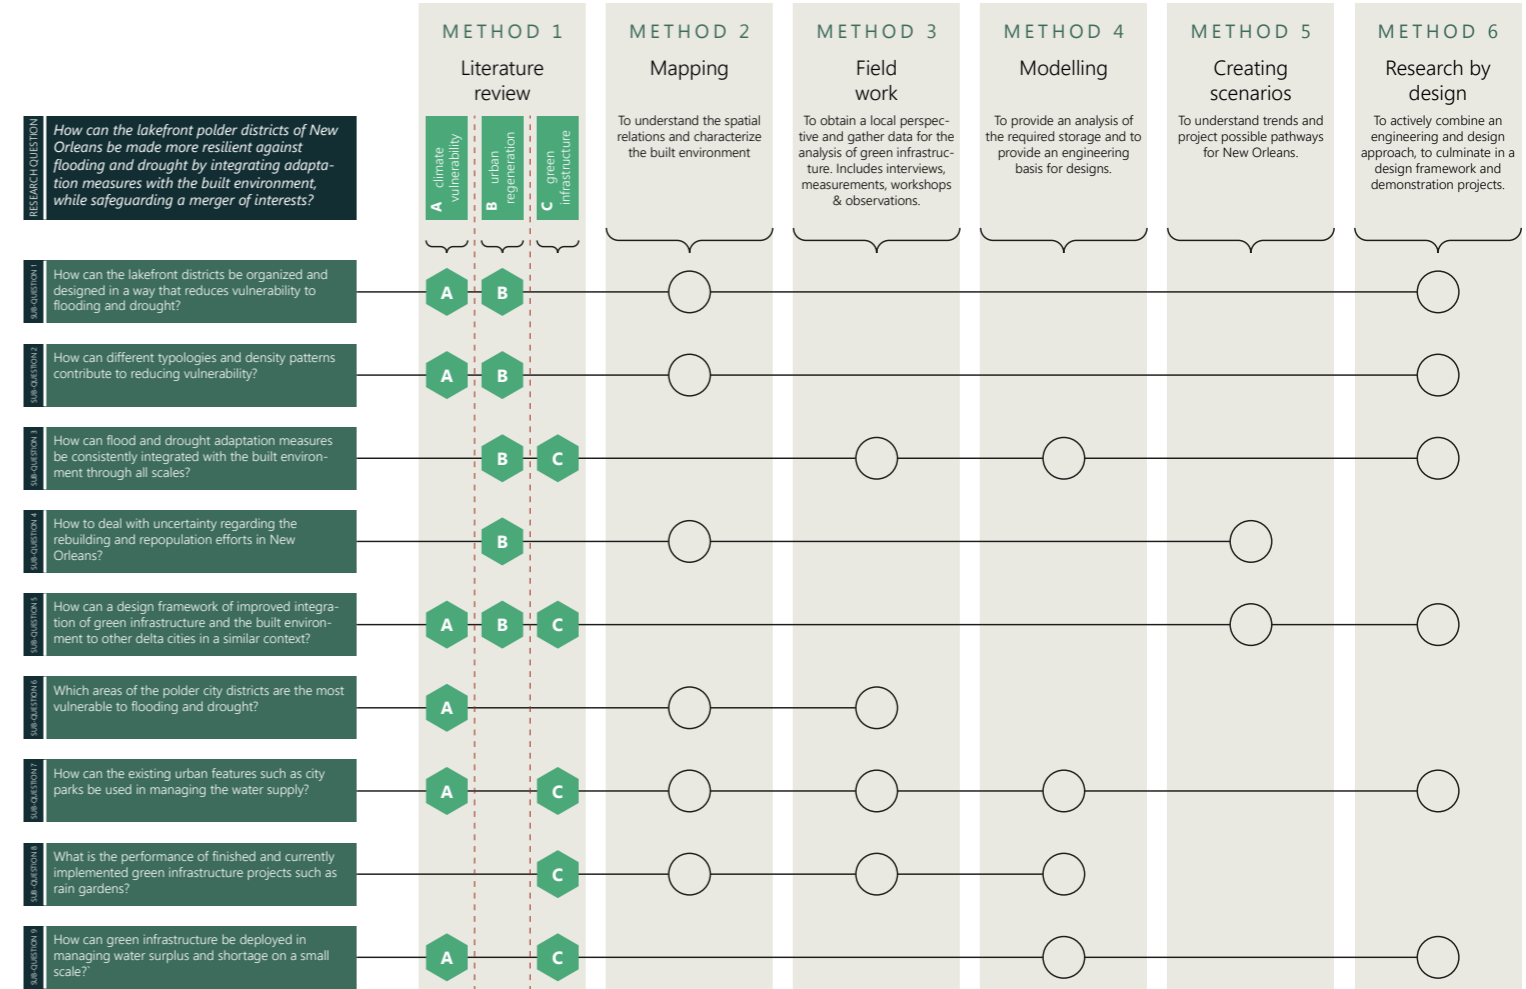 METHOD 1
METHOD 2
METHOD 3
METHOD 4
METHOD 5
METHOD 6
Literature
review
Mapping
Field
work
Modelling
Creating
scenarios
Research by
design
RESEARCH QUESTION
How can the lakefront polder districts of New
Orleans be made more resilient against
flooding and drought by integrating adapta-
tion measures with the built environment,
while safeguarding a merger of interests?
A climate
vulnerability
B urban
regeneration
C green
infrastructure
To understand the spatial
relations and characterize
the built environment
To obtain a local perspec-
tive and gather data for the
analysis of green infrastruc-
ture. Includes interviews,
measurements, workshops
& observations.
To provide an analysis of
the required storage and to
provide an engineering
basis for designs.
To understand trends and
project possible pathways
for New Orleans.
To actively combine an
engineering and design
approach, to culminate in a
design framework and
demonstration projects.
SUB-QUESTION 1
How can the lakefront districts be organized and
designed in a way that reduces vulnerability to
flooding and drought?
A B
SUB-QUESTION 2
How can different typologies and density patterns
contribute to reducing vulnerability?
A B
SUB-QUESTION 3
How can flood and drought adaptation measures
be consistently integrated with the built environ-
ment through all scales?
B C
SUB-QUESTION 4
How to deal with uncertainty regarding the
rebuilding and repopulation efforts in New
Orleans?
B
SUB-QUESTION 5
How can a design framework of improved integra-
tion of green infrastructure and the built environ-
ment to other delta cities in a similar context?
A B C
SUB-QUESTION 6
Which areas of the polder city districts are the most
vulnerable to flooding and drought?
A
SUB-QUESTION 7
How can the existing urban features such as city
parks be used in managing the water supply?
A C
SUB-QUESTION 8
What is the performance of finished and currently
implemented green infrastructure projects such as
rain gardens?
C
SUB-QUESTION 9
How can green infrastructure be deployed in
managing water surplus and shortage on a small
scale?`
A C